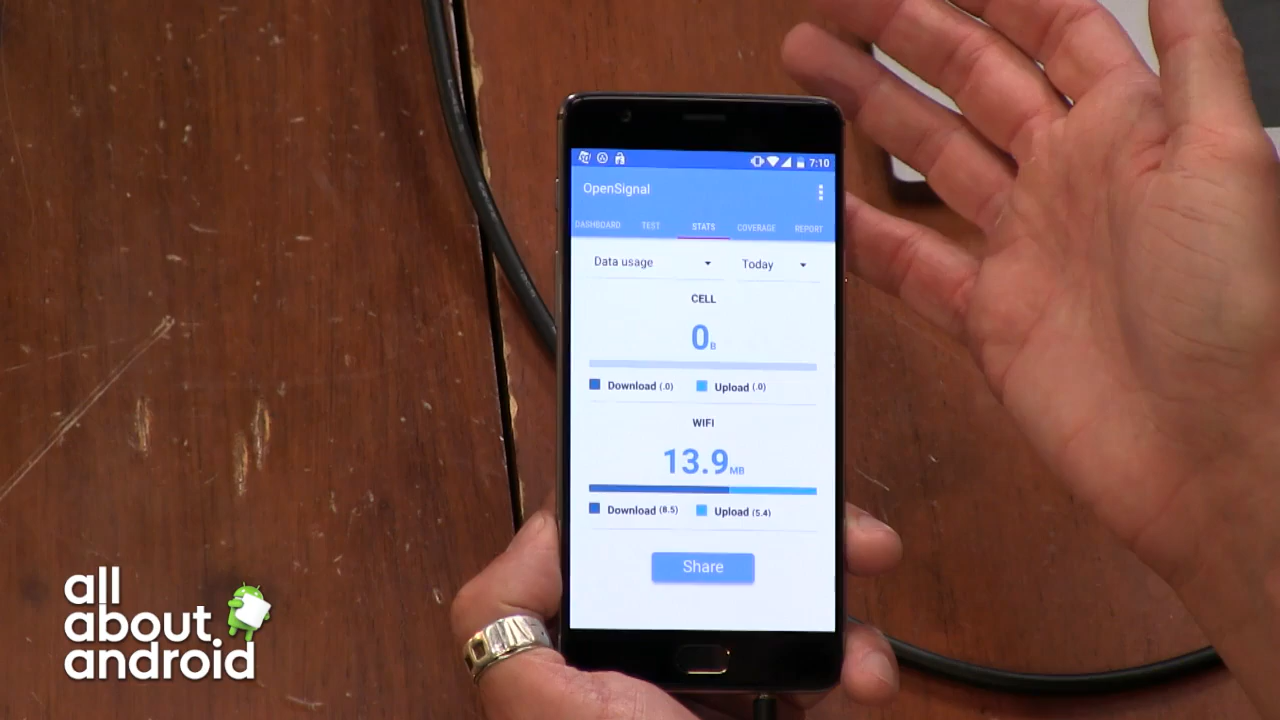 7:10
OpenSignal
DASHBOARD TEST STATS COVERAGE REPORT
Data usage Today
CELL
0B
Download (.0) Upload (.0)
WIFI
13.9MB
Download (8.5) Upload (5.4)
Share
all
about
android